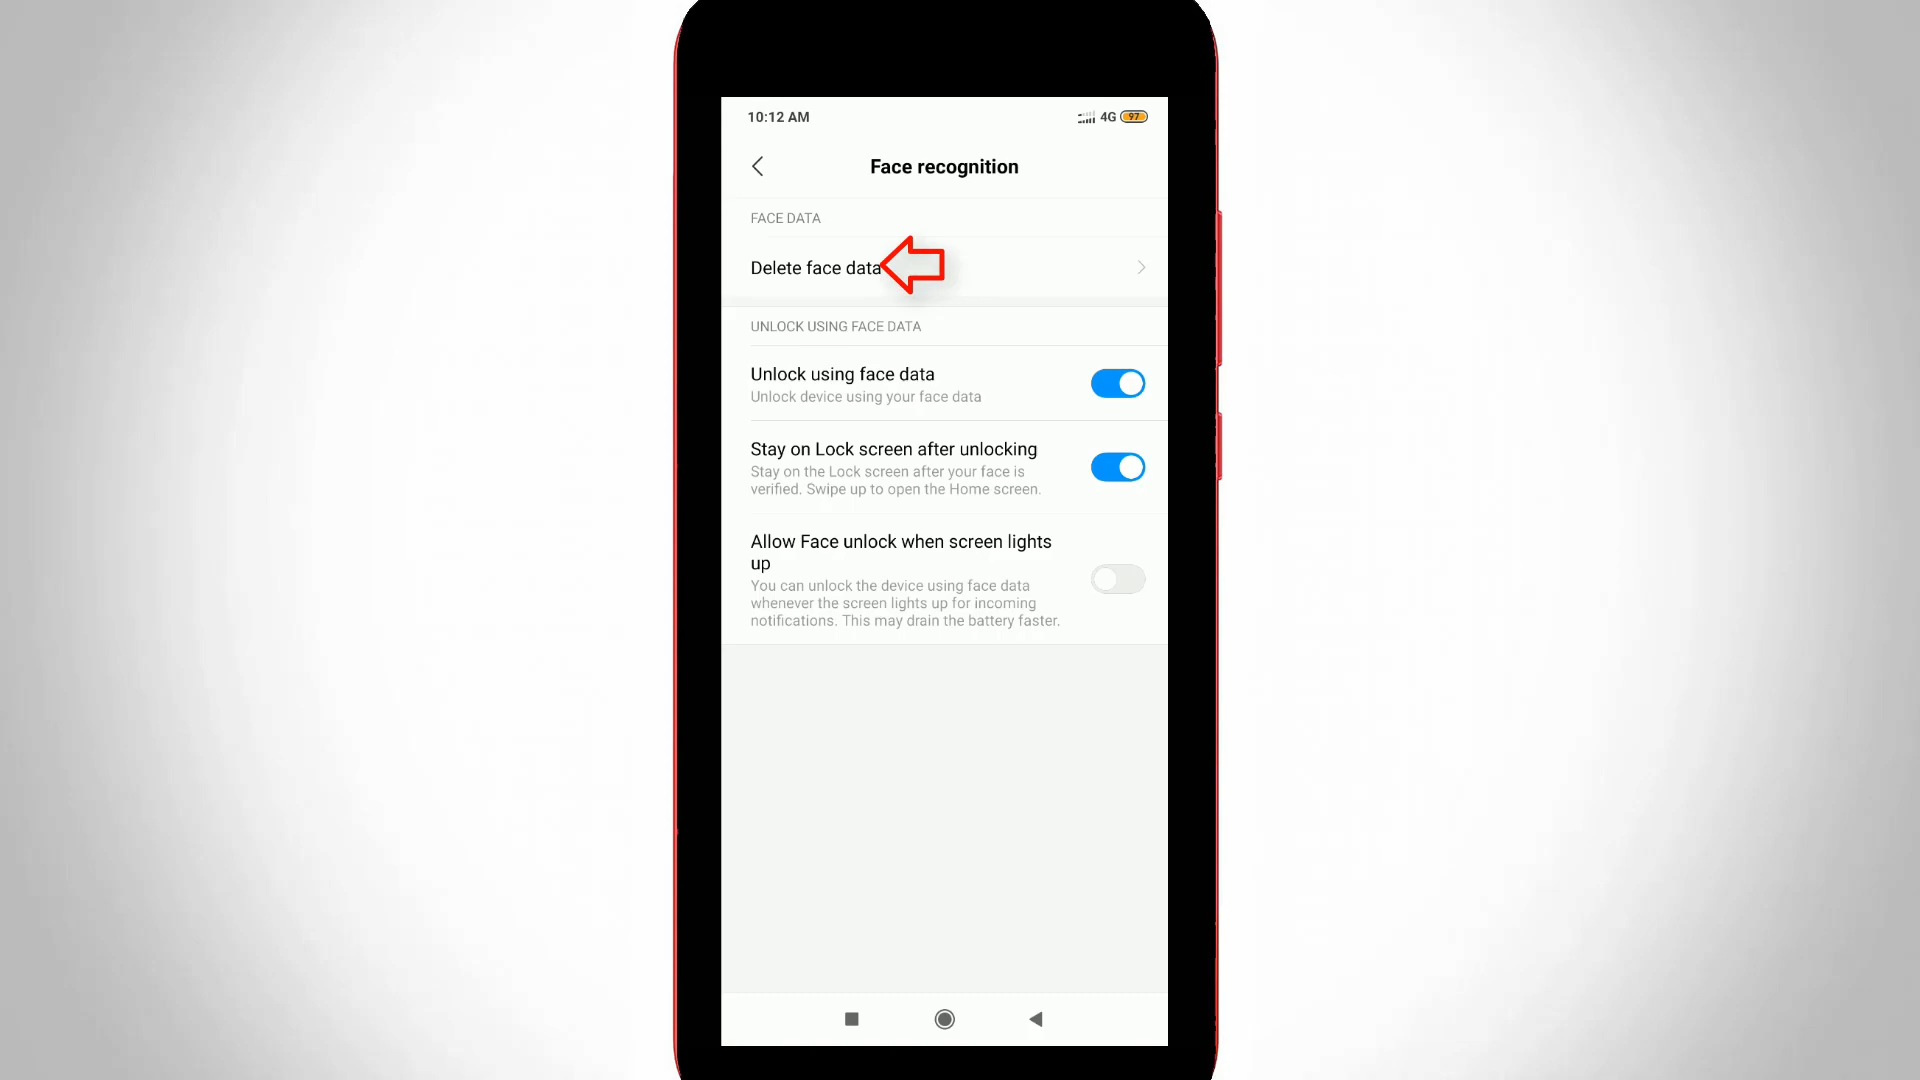 10:12 AM
4G 97
Face recognition
FACE DATA
Delete face data
UNLOCK USING FACE DATA
Unlock using face data
Unlock device using your face data
Stay on Lock screen after unlocking
Stay on the Lock screen after your face is
verified. Swipe up to open the Home screen.
Allow Face unlock when screen lights
up
You can unlock the device using face data
whenever the screen lights up for incoming
notifications. This may drain the battery faster.